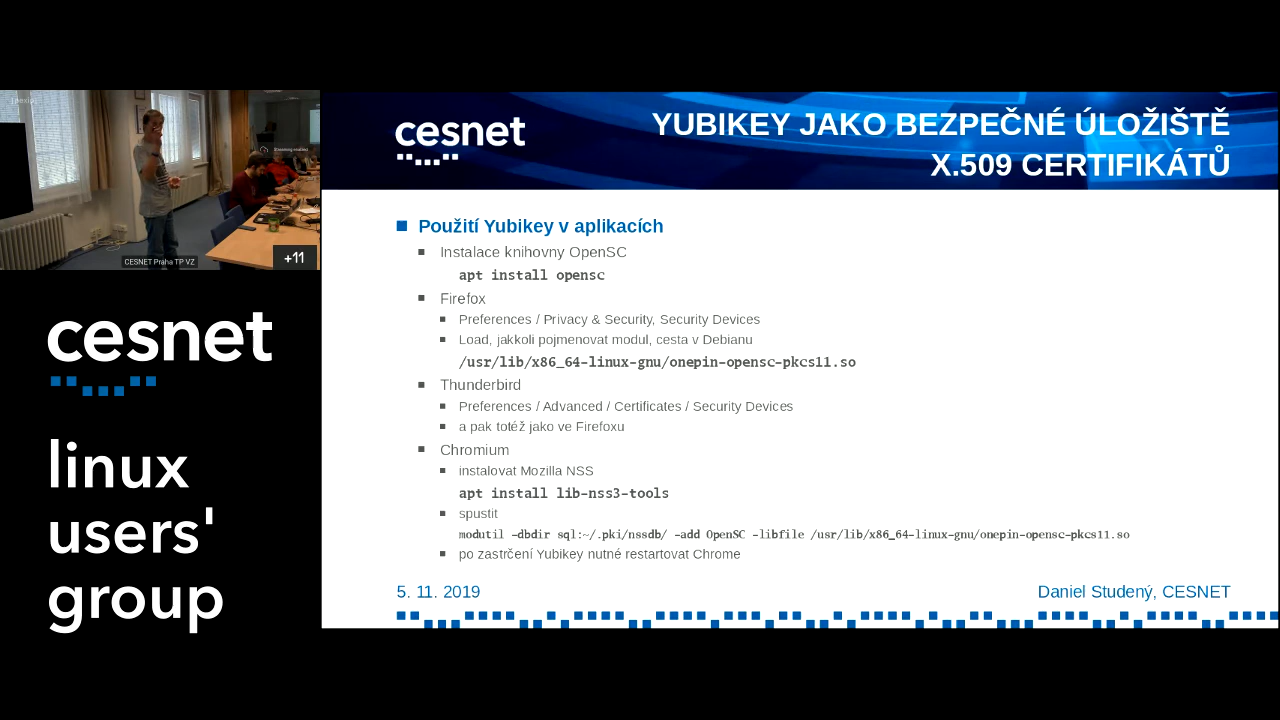 CESNET Praha TP VZ
+11
cesnet
linux
users'
group
cesnet
YUBIKEY JAKO BEZPEČNÉ ÚLOŽIŠTĚ
X.509 CERTIFIKÁTŮ
Použití Yubikey v aplikacích
Instalace knihovny OpenSC
apt install opensc
Firefox
Preferences / Privacy & Security, Security Devices
Load, jakkoli pojmenovat modul, cesta v Debianu
/usr/lib/x86_64-linux-gnu/onepin-opensc-pkcs11.so
Thunderbird
Preferences / Advanced / Certificates / Security Devices
a pak totéž jako ve Firefoxu
Chromium
instalovat Mozilla NSS
apt install lib-nss3-tools
spustit
modutil -dbdir sql:~/.pki/nssdb/ -add OpenSC -libfile /usr/lib/x86_64-linux-gnu/onepin-opensc-pkcs11.so
po zastrčení Yubikey nutné restartovat Chrome
5. 11. 2019
Daniel Studený, CESNET